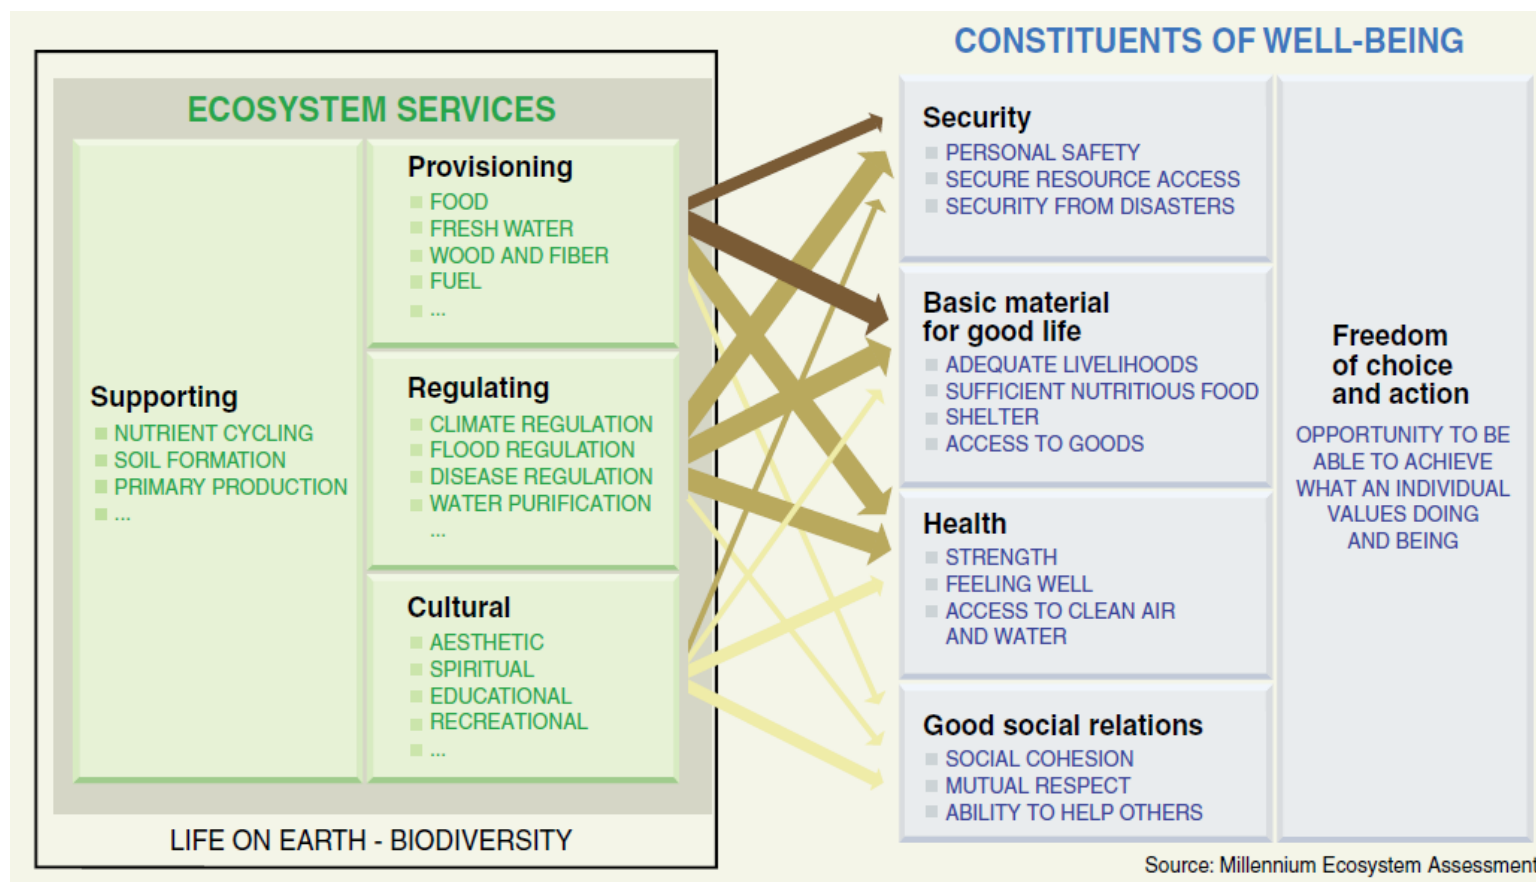 ECOSYSTEM SERVICES
Supporting
NUTRIENT CYCLING
SOIL FORMATION
PRIMARY PRODUCTION
...
Provisioning
FOOD
FRESH WATER
WOOD AND FIBER
FUEL
...
Regulating
CLIMATE REGULATION
FLOOD REGULATION
DISEASE REGULATION
WATER PURIFICATION
...
Cultural
AESTHETIC
SPIRITUAL
EDUCATIONAL
RECREATIONAL
...
LIFE ON EARTH - BIODIVERSITY
CONSTITUENTS OF WELL-BEING
Security
PERSONAL SAFETY
SECURE RESOURCE ACCESS
SECURITY FROM DISASTERS
Basic material
for good life
ADEQUATE LIVELIHOODS
SUFFICIENT NUTRITIOUS FOOD
SHELTER
ACCESS TO GOODS
Health
STRENGTH
FEELING WELL
ACCESS TO CLEAN AIR
AND WATER
Good social relations
SOCIAL COHESION
MUTUAL RESPECT
ABILITY TO HELP OTHERS
Freedom
of choice
and action
OPPORTUNITY TO BE
ABLE TO ACHIEVE
WHAT AN INDIVIDUAL
VALUES DOING
AND BEING
Source: Millennium Ecosystem Assessment